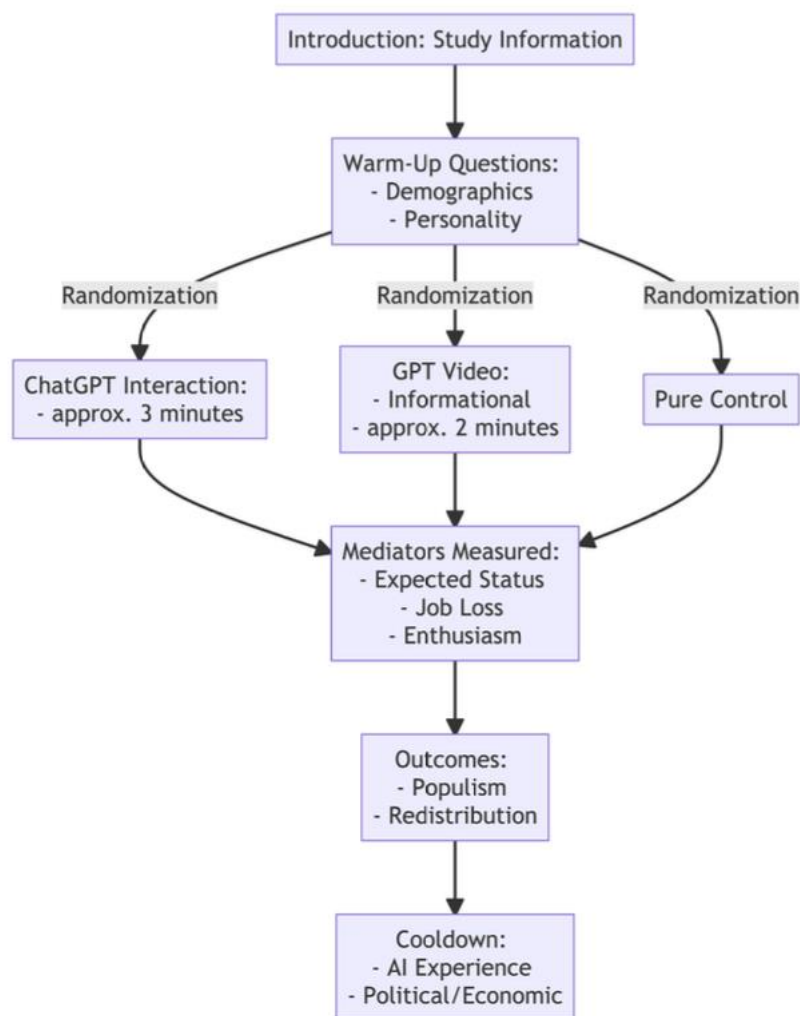 Introduction: Study Information
Warm-Up Questions:
- Demographics
- Personality
Randomization
Randomization
Randomization
ChatGPT Interaction:
- approx. 3 minutes
GPT Video:
- Informational
- approx. 2 minutes
Pure Control
Mediators Measured:
- Expected Status
- Job Loss
- Enthusiasm
Outcomes:
- Populism
- Redistribution
Cooldown:
- AI Experience
- Political/Economic